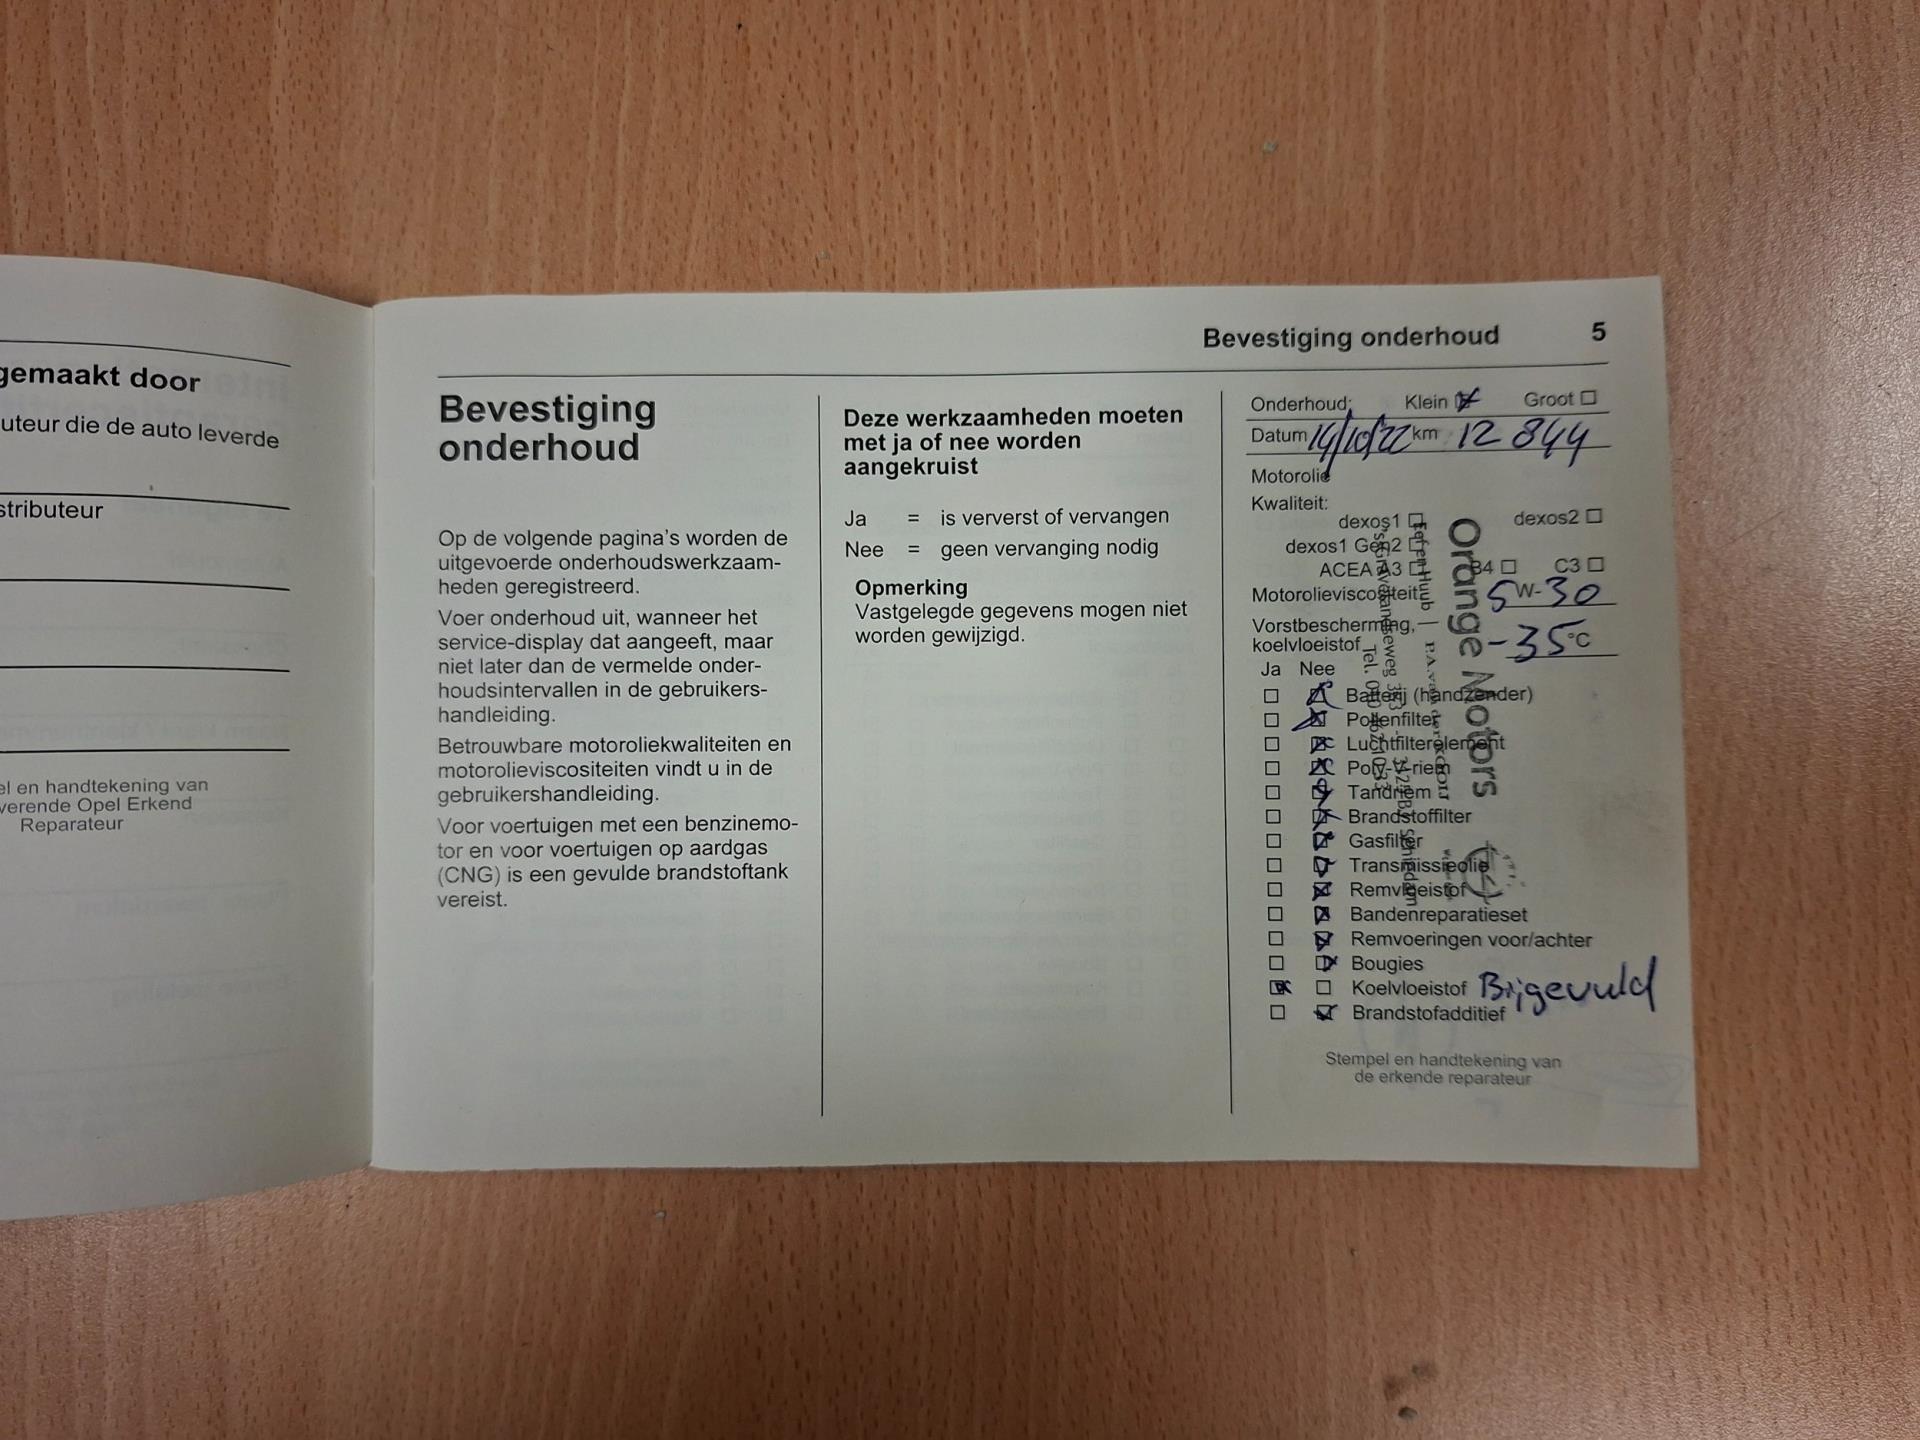 gemaakt door
uteur die de auto leverde
stributeur
el en handtekening van
verende Opel Erkend
Reparateur
Bevestiging onderhoud 5
Bevestiging
onderhoud
Op de volgende pagina's worden de
uitgevoerde onderhoudswerkzaam-
heden geregistreerd.
Voer onderhoud uit, wanneer het
service-display dat aangeeft, maar
niet later dan de vermelde onder-
houdsintervallen in de gebruikers-
handleiding.
Betrouwbare motoroliekwaliteiten en
motorolieviscositeiten vindt u in de
gebruikershandleiding.
Voor voertuigen met een benzinemo-
tor en voor voertuigen op aardgas
(CNG) is een gevulde brandstoftank
vereist.
Deze werkzaamheden moeten
met ja of nee worden
aangekruist
Ja = is ververst of vervangen
Nee = geen vervanging nodig
Opmerking
Vastgelegde gegevens mogen niet
worden gewijzigd.
Onderhoud: Klein Groot
Datum 14/10/22 km 12 844
Motorolie
Kwaliteit:
dexos1 dexos2
dexos1 Gen2
ACEA A3 B4 C3
Motorolieviscositeit 5 W-30
Vorstbescherming,
koelvloeistof -35 °C
Ja Nee
Batterij (handzender)
Pollenfilter
Luchtfilterelement
Poly-V-riem
Tandriem
Brandstoffilter
Gasfilter
Transmissieolie
Remvloeistof
Bandenreparatieset
Remvoeringen voor/achter
Bougies
Koelvloeistof Bijgevuld
Brandstofadditief
Stempel en handtekening van
de erkende reparateur
Orange Motors